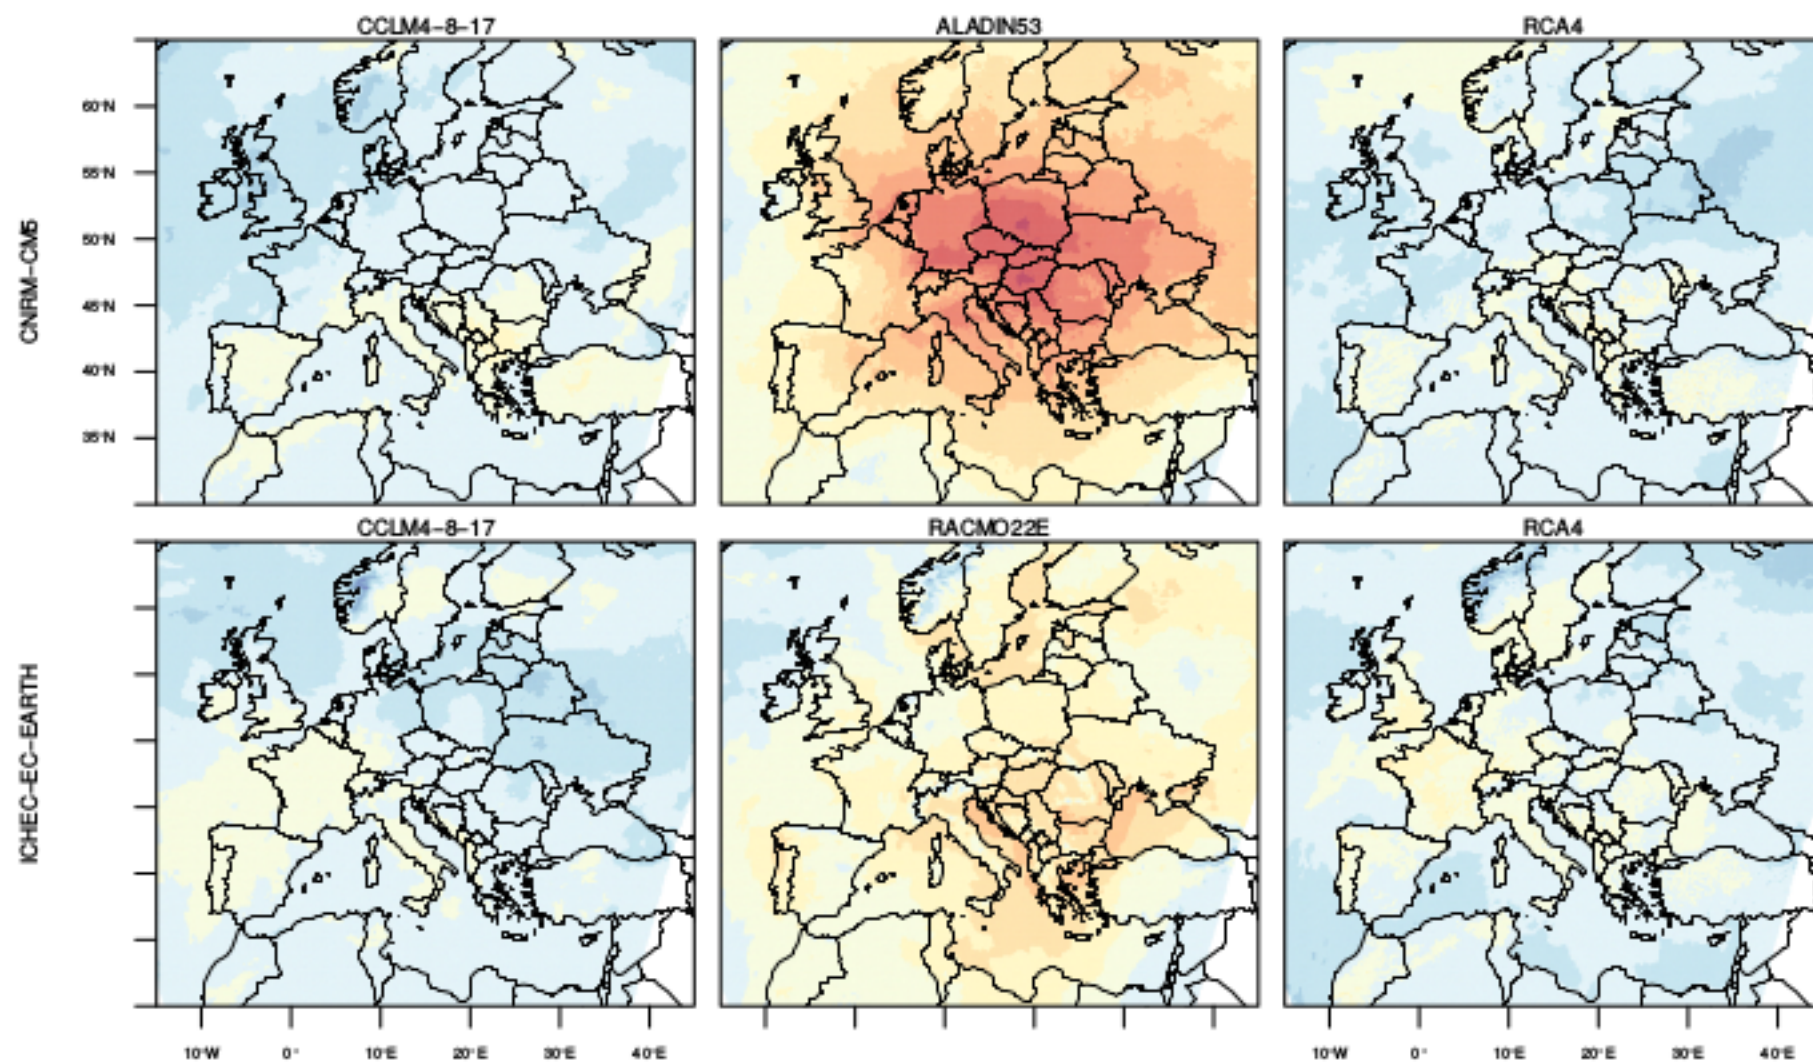 CCLM4-8-17 ALADIN53 RCA4
60°N
55°N
50°N
45°N
40°N
35°N
CNRM-CM5
CCLM4-8-17 RACMO22E RCA4
ICHEC-EC-EARTH
10°W 0° 10°E 20°E 30°E 40°E 10°W 0° 10°E 20°E 30°E 40°E